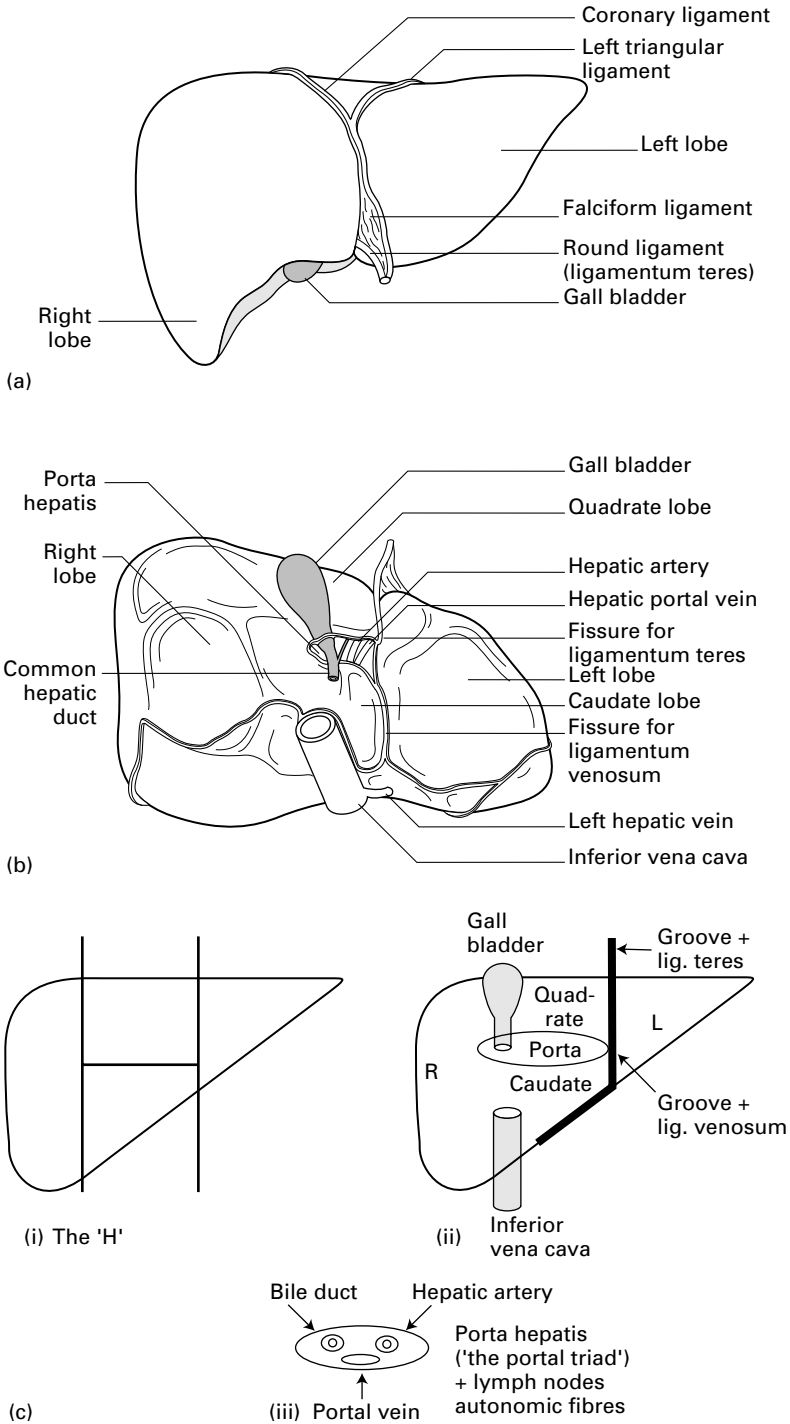 Coronary ligament
Left triangular
ligament
Left lobe
Falciform ligament
Round ligament
(ligamentum teres)
Gall bladder
Right
lobe
(a)
Porta
hepatis
Right
lobe
Common
hepatic
duct
Gall bladder
Quadrate lobe
Hepatic artery
Hepatic portal vein
Fissure for
ligamentum teres
Left lobe
Caudate lobe
Fissure for
ligamentum
venosum
Left hepatic vein
Inferior vena cava
(b)
(i) The 'H'
Gall
bladder
Groove +
lig. teres
Quad-
rate
L
Porta
R
Caudate
Groove +
lig. venosum
(ii)
Inferior
vena cava
Bile duct
Hepatic artery
Porta hepatis
('the portal triad')
+ lymph nodes
autonomic fibres
(iii) Portal vein
(c)